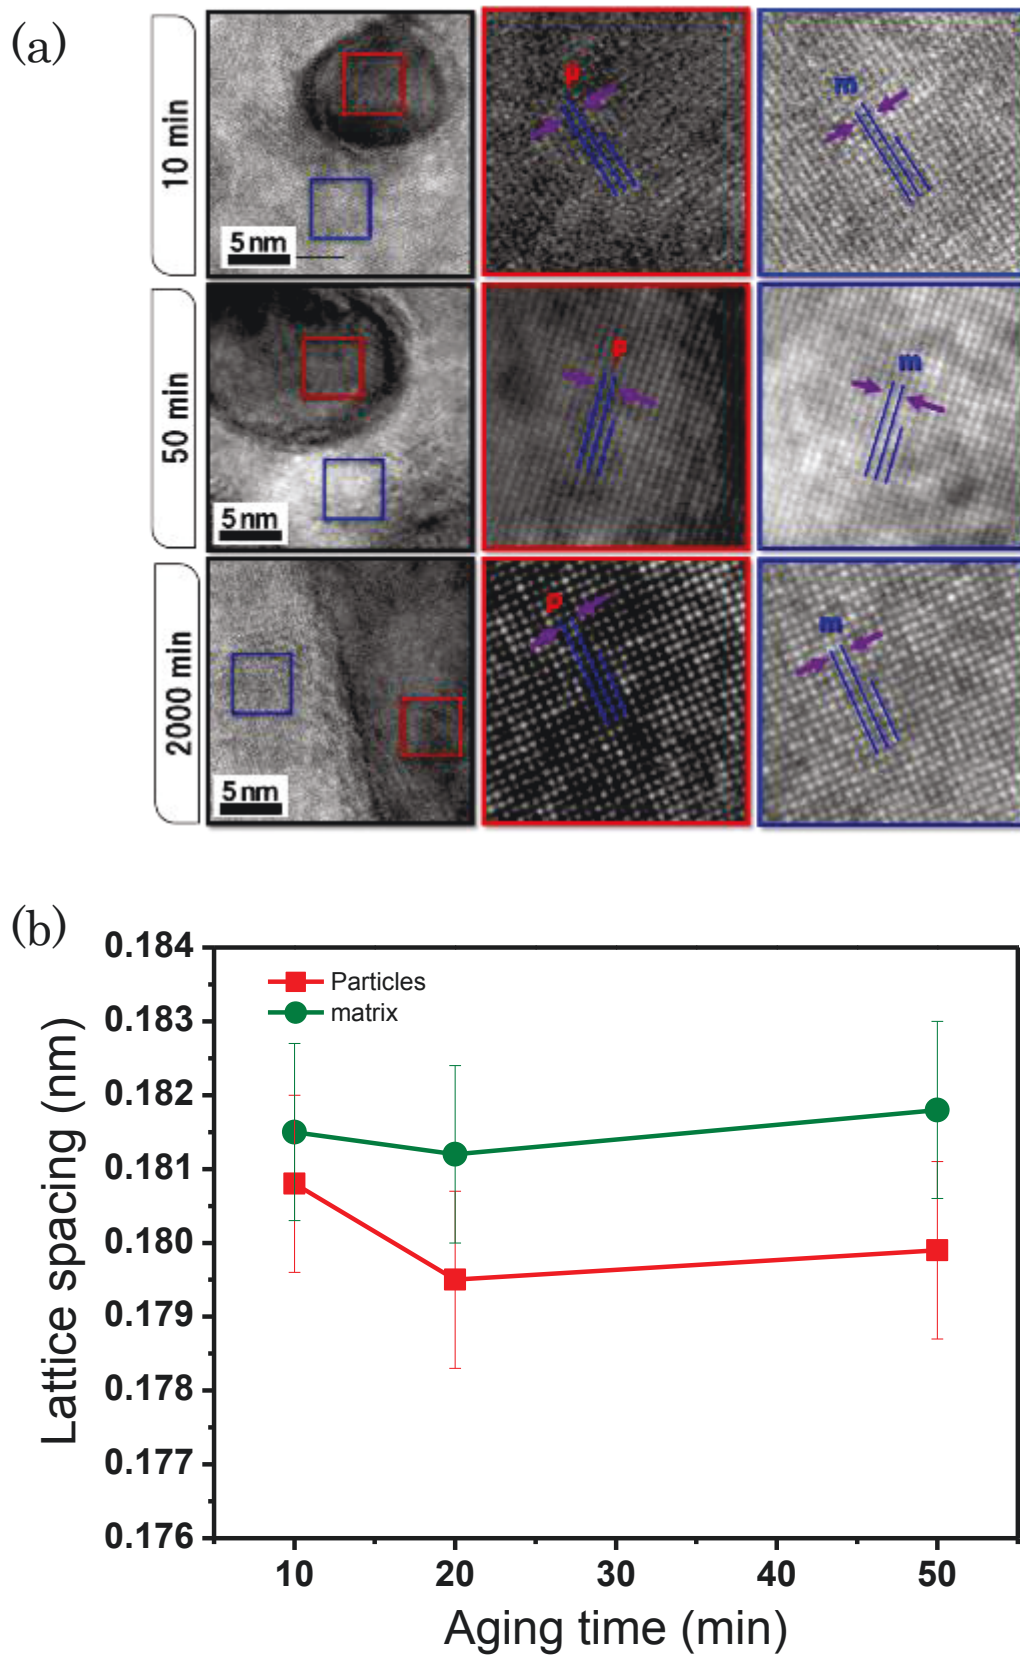 (a)
10 min
5 nm
p
m
50 min
5 nm
p
m
2000 min
5 nm
p
m
(b)
0.184
0.183
0.182
0.181
0.180
0.179
0.178
0.177
0.176
Lattice spacing (nm)
Particles
matrix
10 20 30 40 50
Aging time (min)